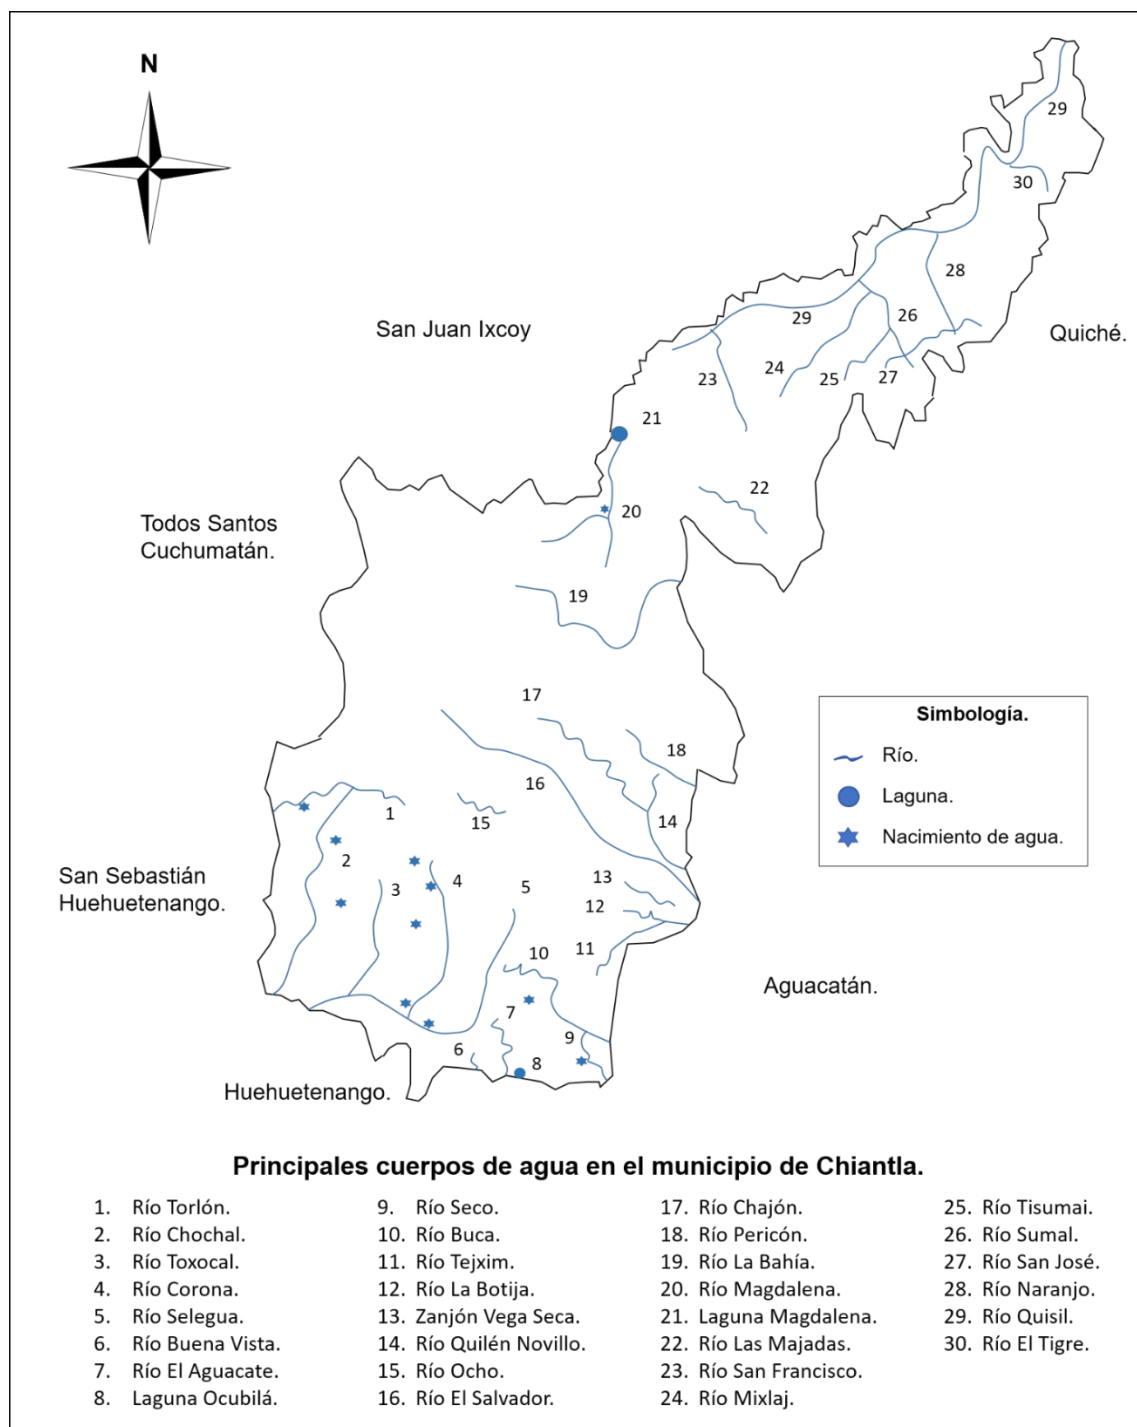 N
29
30
28
San Juan Ixcoy
29
26
Quiché.
23
24
25
27
21
22
20
Todos Santos
Cuchumatán.
19
17
18
Simbología.
Río.
Laguna.
Nacimiento de agua.
16
1
15
14
2
3
4
5
13
12
San Sebastián
Huehuetenango.
10
11
Aguacatán.
7
9
6
8
Huehuetenango.
Principales cuerpos de agua en el municipio de Chiantla.
1. Río Torlón.
2. Río Chochal.
3. Río Toxocal.
4. Río Corona.
5. Río Selegua.
6. Río Buena Vista.
7. Río El Aguacate.
8. Laguna Ocubilá.
9. Río Seco.
10. Río Buca.
11. Río Tejxim.
12. Río La Botija.
13. Zanjón Vega Seca.
14. Río Quilén Novillo.
15. Río Ocho.
16. Río El Salvador.
17. Río Chajón.
18. Río Pericón.
19. Río La Bahía.
20. Río Magdalena.
21. Laguna Magdalena.
22. Río Las Majadas.
23. Río San Francisco.
24. Río Mixlaj.
25. Río Tisumai.
26. Río Sumal.
27. Río San José.
28. Río Naranjo.
29. Río Quisil.
30. Río El Tigre.